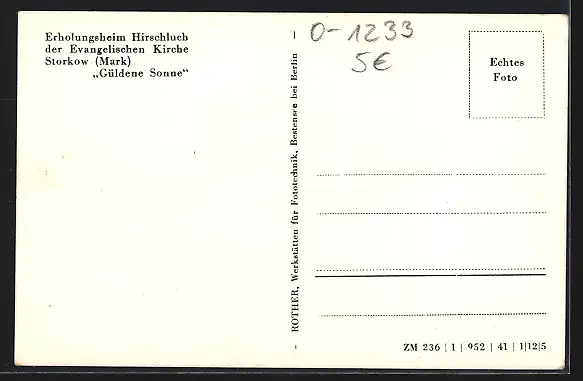 Erholungsheim Hirschluch
der Evangelischen Kirche
Storkow (Mark)
„Güldene Sonne“
ROTHER, Werkstätten für Fototechnik, Bestensee bei Berlin
O-1233
5€
Echtes
Foto
ZM 236 | 1 | 952 | 41 | 1|12|5